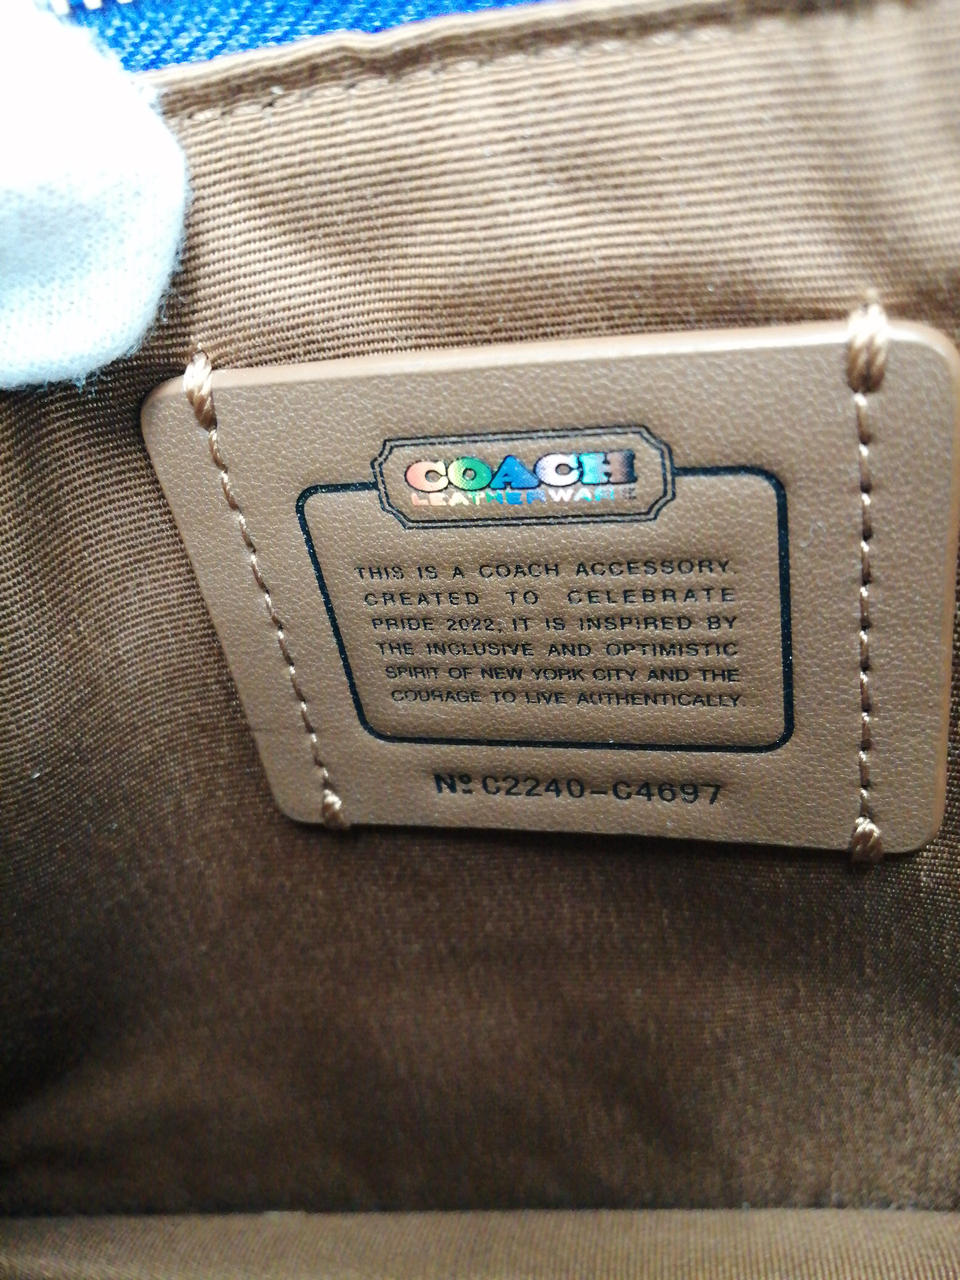 COACH
LEATHERWARE
THIS IS A COACH ACCESSORY.
CREATED TO CELEBRATE
PRIDE 2022, IT IS INSPIRED BY
THE INCLUSIVE AND OPTIMISTIC
SPIRIT OF NEW YORK CITY AND THE
COURAGE TO LIVE AUTHENTICALLY.
Nº C2240-C4697